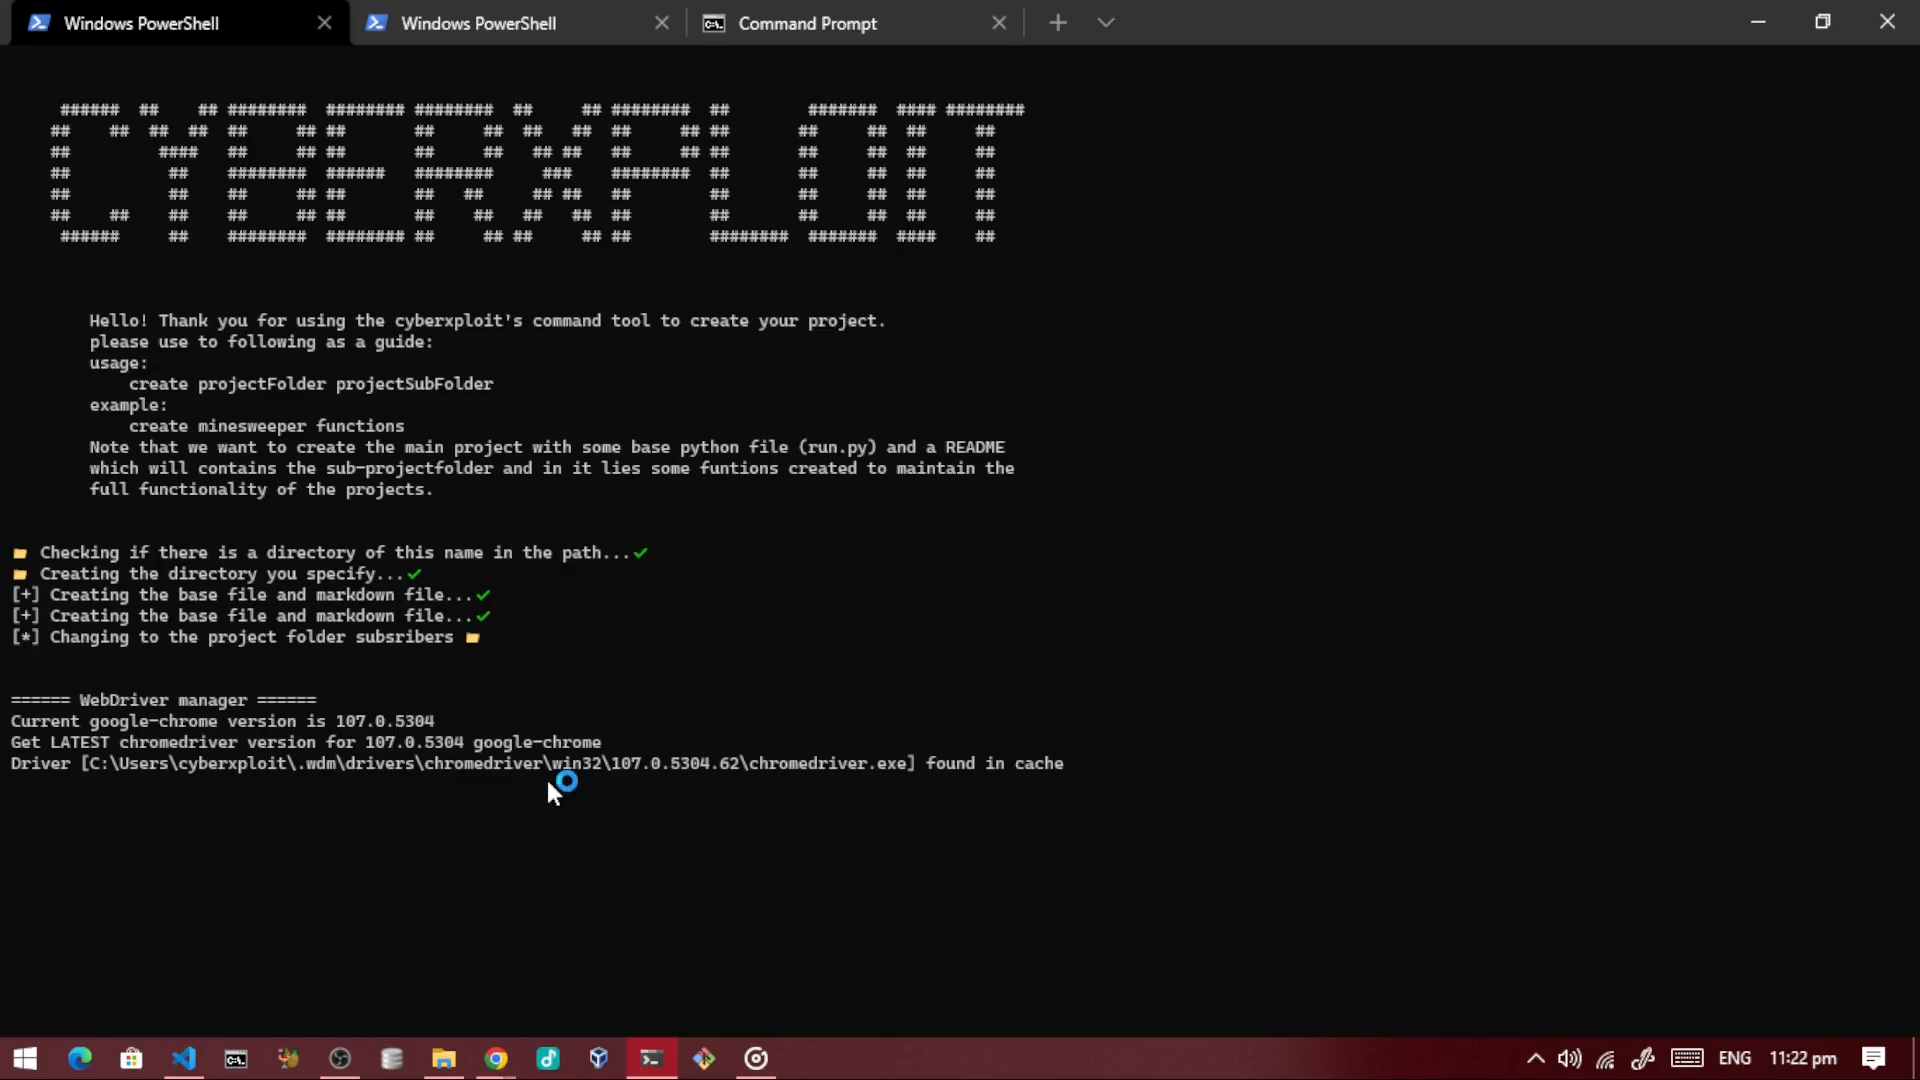 Windows PowerShell
Windows PowerShell
Command Prompt
CYBERXPLOIT
Hello! Thank you for using the cyberxploit's command tool to create your project.
please use to following as a guide:
usage:
create projectFolder projectSubFolder
example:
create minesweeper functions
Note that we want to create the main project with some base python file (run.py) and a README
which will contains the sub-projectfolder and in it lies some funtions created to maintain the
full functionality of the projects.
Checking if there is a directory of this name in the path...
Creating the directory you specify...
[+] Creating the base file and markdown file...
[+] Creating the base file and markdown file...
[*] Changing to the project folder subsribers
====== WebDriver manager ======
Current google-chrome version is 107.0.5304
Get LATEST chromedriver version for 107.0.5304 google-chrome
Driver [C:\Users\cyberxploit\.wdm\drivers\chromedriver\win32\107.0.5304.62\chromedriver.exe] found in cache
ENG
11:22 pm